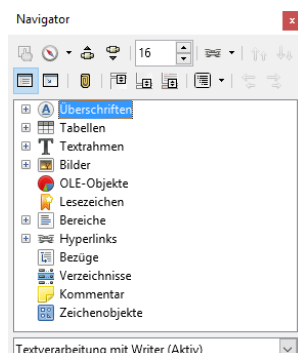 Navigator
x
16
Überschriften
Tabellen
Textrahmen
Bilder
OLE-Objekte
Lesezeichen
Bereiche
Hyperlinks
Bezüge
Verzeichnisse
Kommentar
Zeichenobjekte
Textverarbeitung mit Writer (Aktiv)